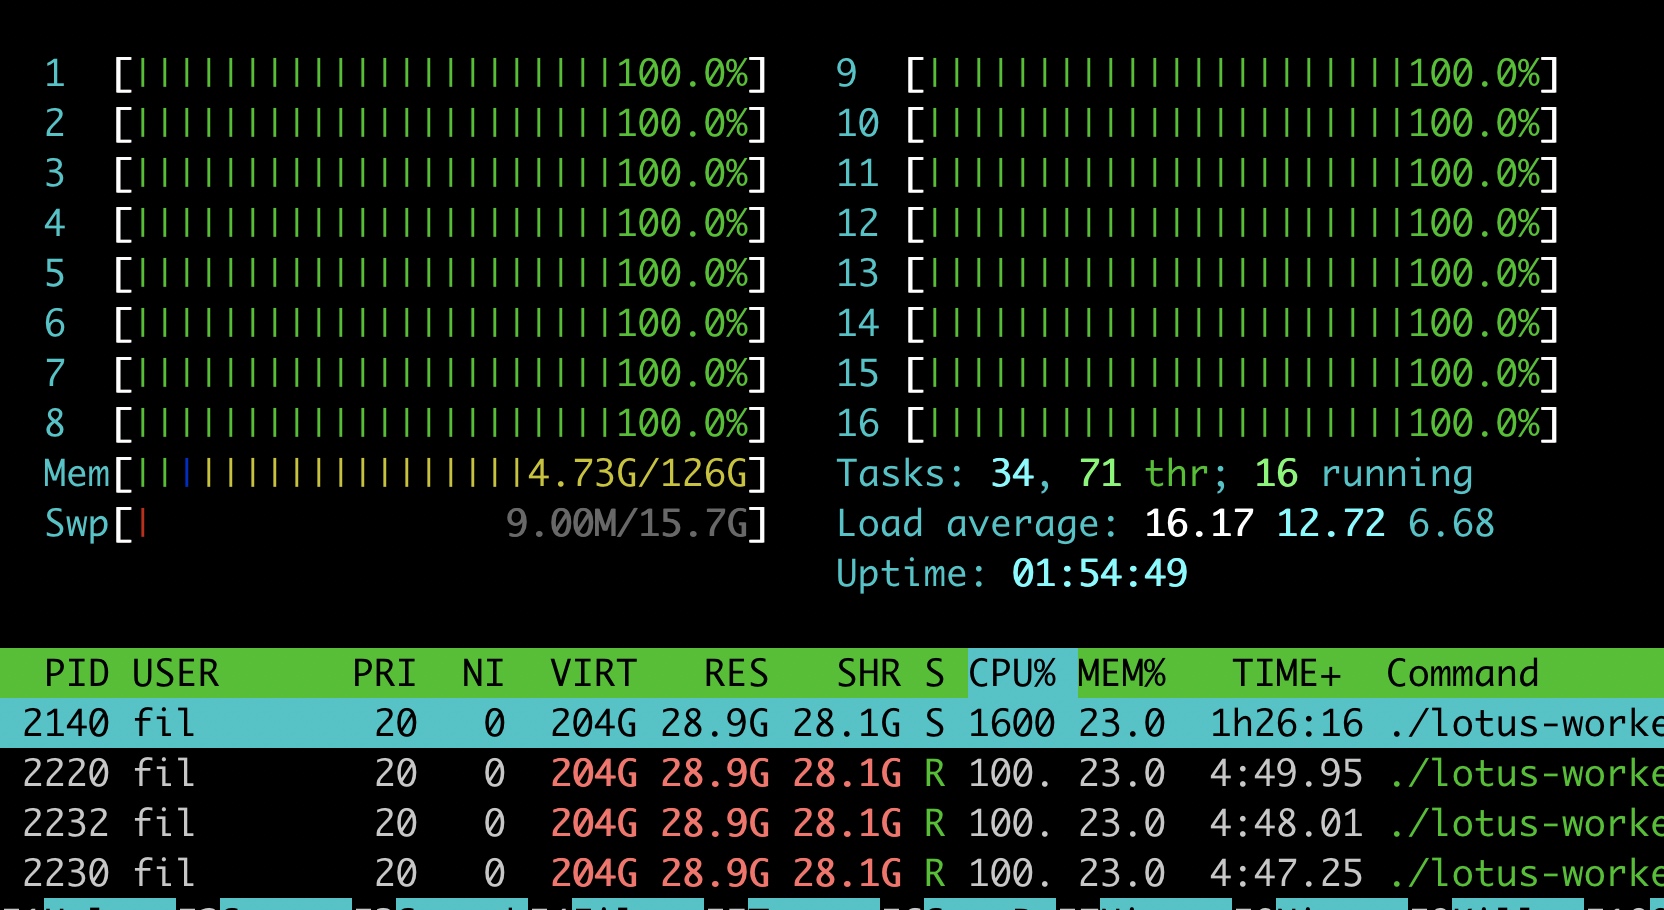 1 [||||||||||||||||||||||100.0%] 9 [||||||||||||||||||||||100.0%]
2 [||||||||||||||||||||||100.0%] 10 [||||||||||||||||||||||100.0%]
3 [||||||||||||||||||||||100.0%] 11 [||||||||||||||||||||||100.0%]
4 [||||||||||||||||||||||100.0%] 12 [||||||||||||||||||||||100.0%]
5 [||||||||||||||||||||||100.0%] 13 [||||||||||||||||||||||100.0%]
6 [||||||||||||||||||||||100.0%] 14 [||||||||||||||||||||||100.0%]
7 [||||||||||||||||||||||100.0%] 15 [||||||||||||||||||||||100.0%]
8 [||||||||||||||||||||||100.0%] 16 [||||||||||||||||||||||100.0%]
Mem[||||||||||||||||||4.73G/126G] Tasks: 34, 71 thr; 16 running
Swp[| 9.00M/15.7G] Load average: 16.17 12.72 6.68
Uptime: 01:54:49
PID USER PRI NI VIRT RES SHR S CPU% MEM% TIME+ Command
2140 fil 20 0 204G 28.9G 28.1G S 1600 23.0 1h26:16 ./lotus-worke
2220 fil 20 0 204G 28.9G 28.1G R 100. 23.0 4:49.95 ./lotus-worke
2232 fil 20 0 204G 28.9G 28.1G R 100. 23.0 4:48.01 ./lotus-worke
2230 fil 20 0 204G 28.9G 28.1G R 100. 23.0 4:47.25 ./lotus-worke